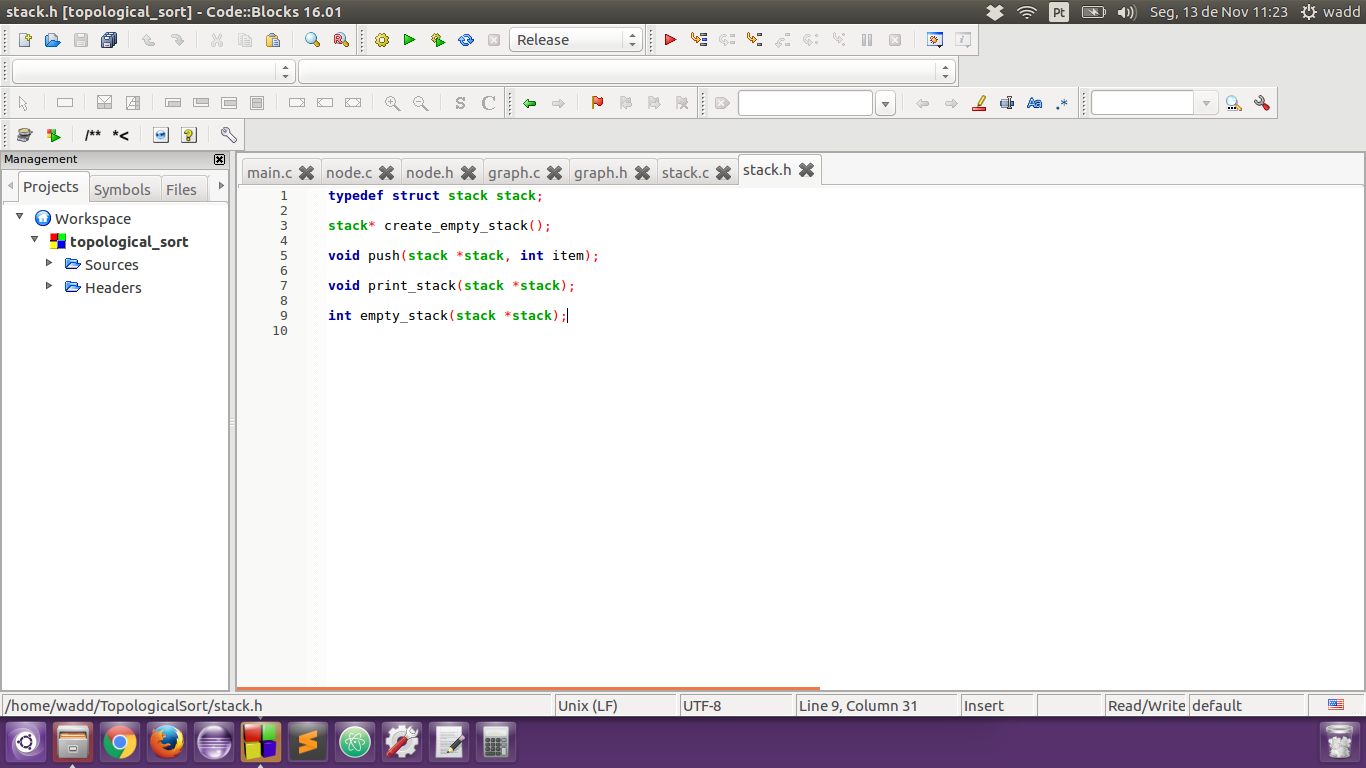 stack.h [topological_sort] - Code::Blocks 16.01 Pt Seg, 13 de Nov 11:23 wadd
Release
S C Aa .*
/** *<
Management
Projects Symbols Files
Workspace
topological_sort
Sources
Headers
main.c node.c node.h graph.c graph.h stack.c stack.h
1 typedef struct stack stack;
2
3 stack* create_empty_stack();
4
5 void push(stack *stack, int item);
6
7 void print_stack(stack *stack);
8
9 int empty_stack(stack *stack);
10
/home/wadd/TopologicalSort/stack.h Unix (LF) UTF-8 Line 9, Column 31 Insert Read/Write default